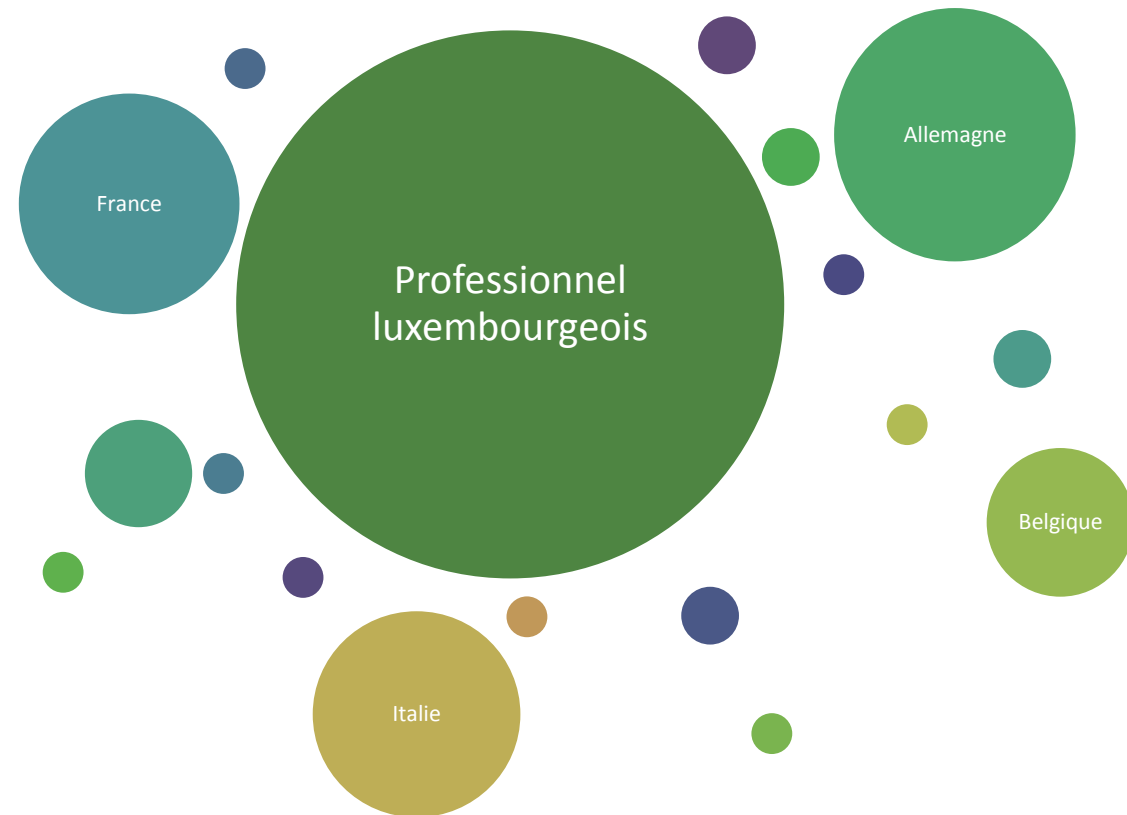 Allemagne
France
Professionnel
luxembourgeois
Belgique
Italie